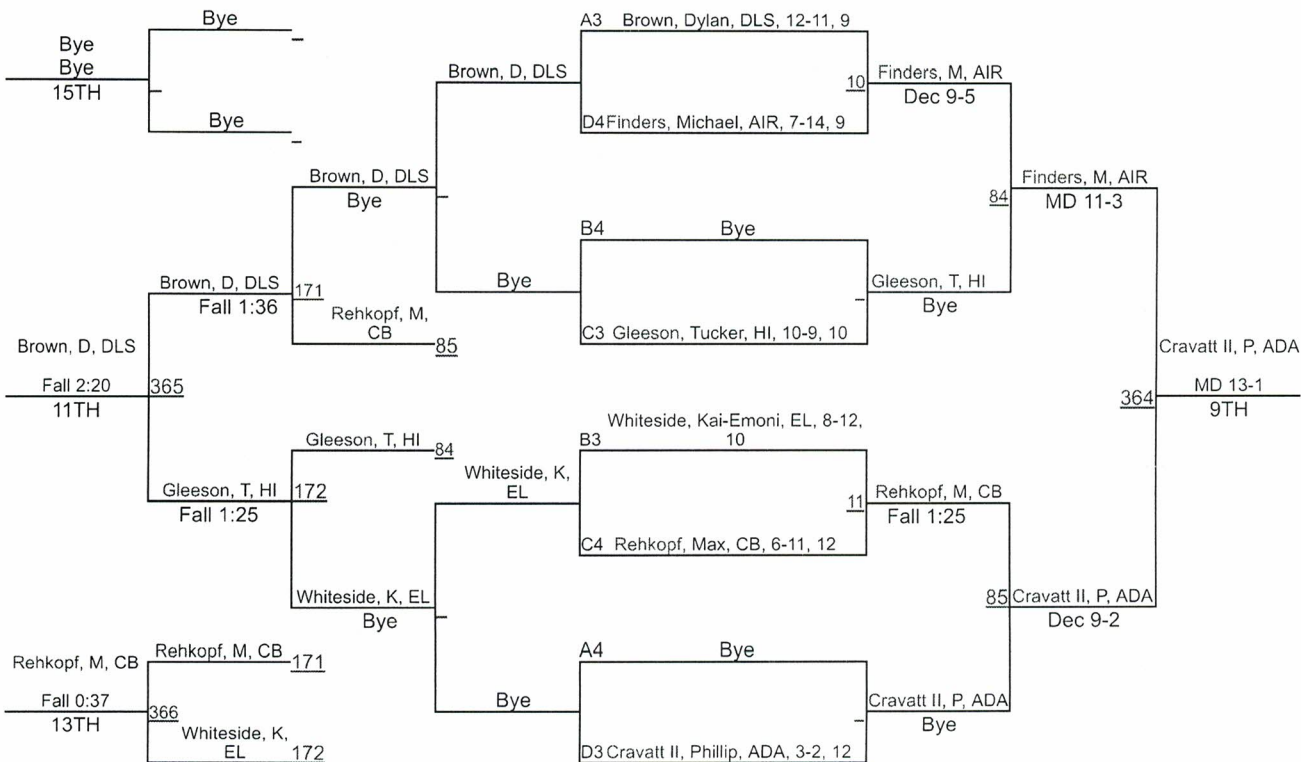 Bye
Bye
Bye
15TH
Bye
A3 Brown, Dylan, DLS, 12-11, 9
Brown, D, DLS
10
Finders, M, AIR
Dec 9-5
D4 Finders, Michael, AIR, 7-14, 9
Brown, D, DLS
Bye
84
Finders, M, AIR
MD 11-3
B4 Bye
Bye
Gleeson, T, HI
Bye
C3 Gleeson, Tucker, HI, 10-9, 10
Brown, D, DLS
Fall 1:36
171
Rehkopf, M,
CB
85
Brown, D, DLS
Fall 2:20
11TH
365
Cravatt II, P, ADA
364
MD 13-1
9TH
Gleeson, T, HI
84
Gleeson, T, HI
Fall 1:25
172
Whiteside, K,
EL
B3 Whiteside, Kai-Emoni, EL, 8-12,
10
11
Rehkopf, M, CB
Fall 1:25
C4 Rehkopf, Max, CB, 6-11, 12
Whiteside, K, EL
Bye
85
Cravatt II, P, ADA
Dec 9-2
A4 Bye
Bye
Cravatt II, P, ADA
Bye
D3 Cravatt II, Phillip, ADA, 3-2, 12
Rehkopf, M, CB
171
Rehkopf, M, CB
Fall 0:37
13TH
366
Whiteside, K,
EL
172